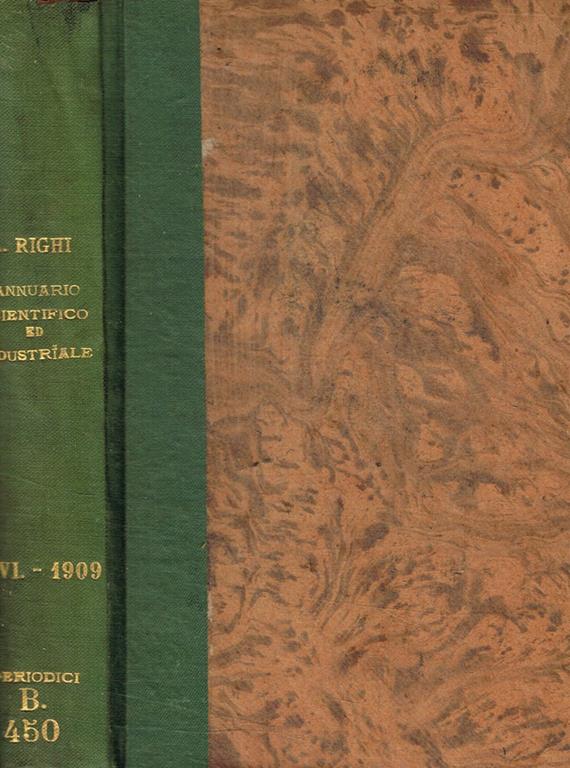 . RIGHI
ANNUARIO
IENTIFICO
ED
DUSTRIALE
VI. - 1909
ERIODICI
B.
450